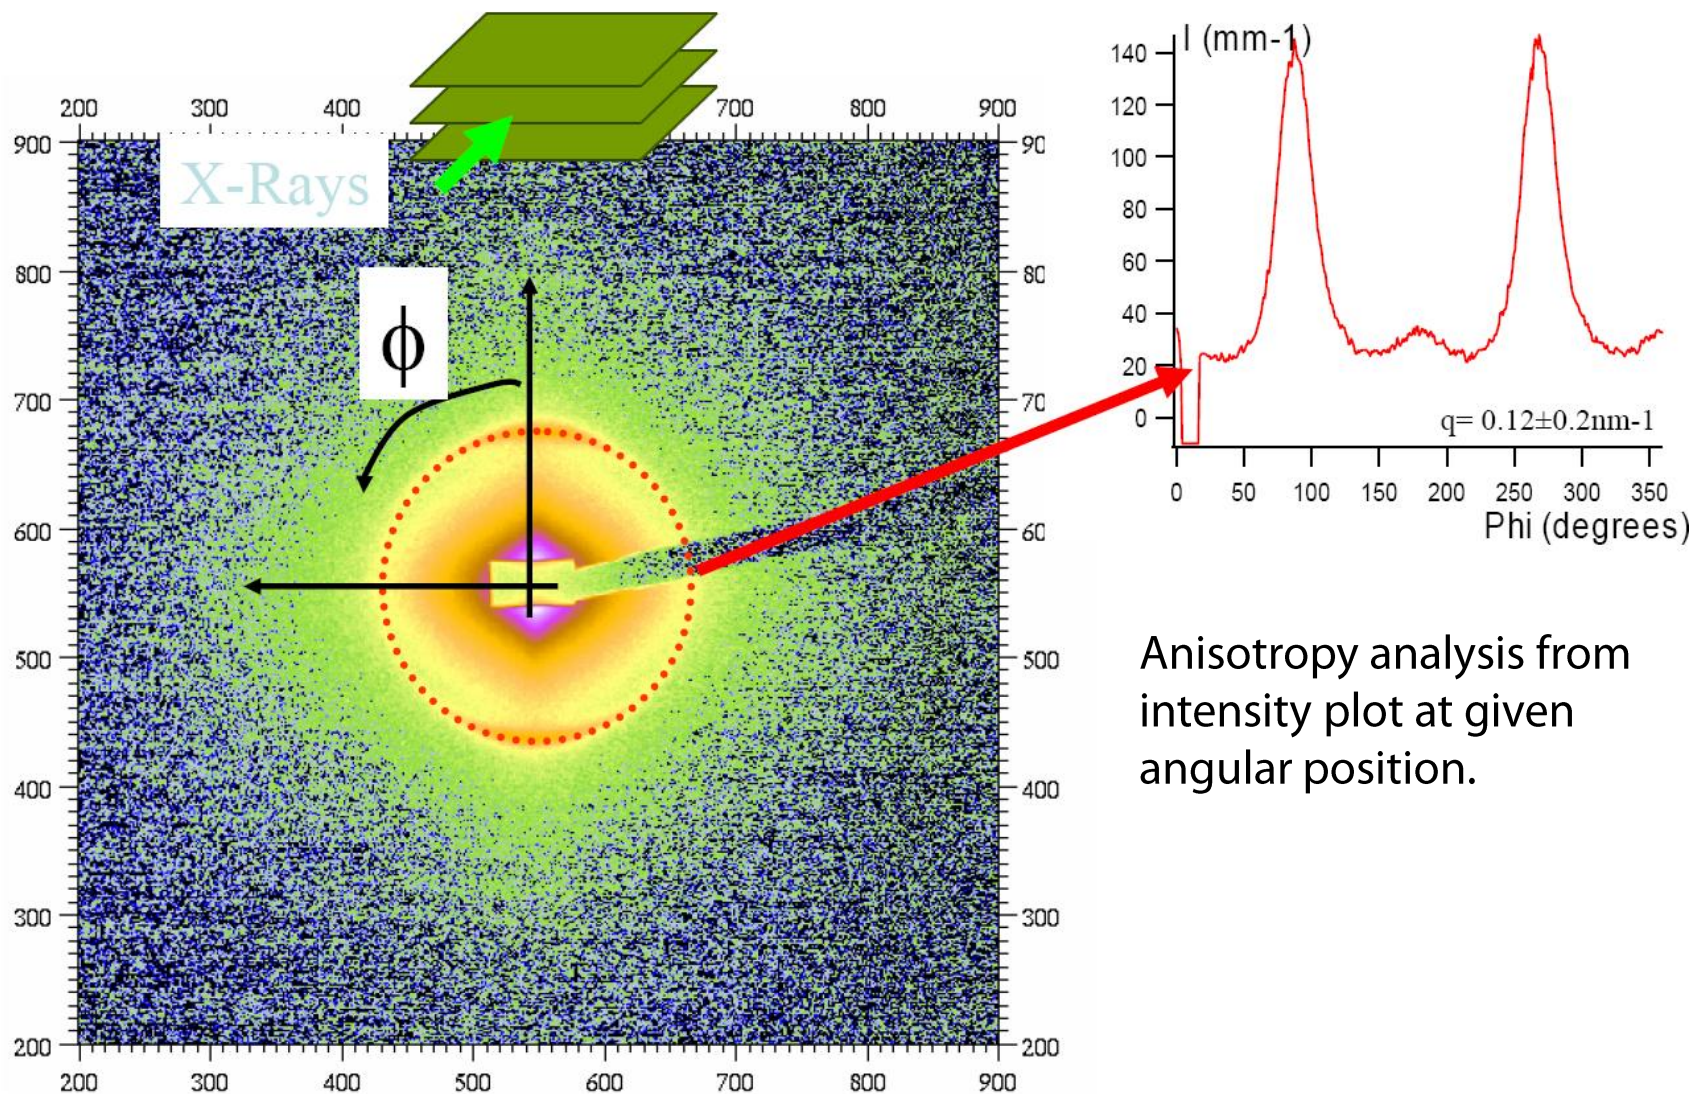 200 300 400 700 800 900
X-Rays
ϕ
900
800
700
600
500
400
300
200
90
80
70
60
500
400
300
200
200 300 400 500 600 700 800 900
I (mm-1)
140
120
100
80
60
40
20
0
q= 0.12±0.2nm-1
0 50 100 150 200 250 300 350
Phi (degrees)
Anisotropy analysis from
intensity plot at given
angular position.